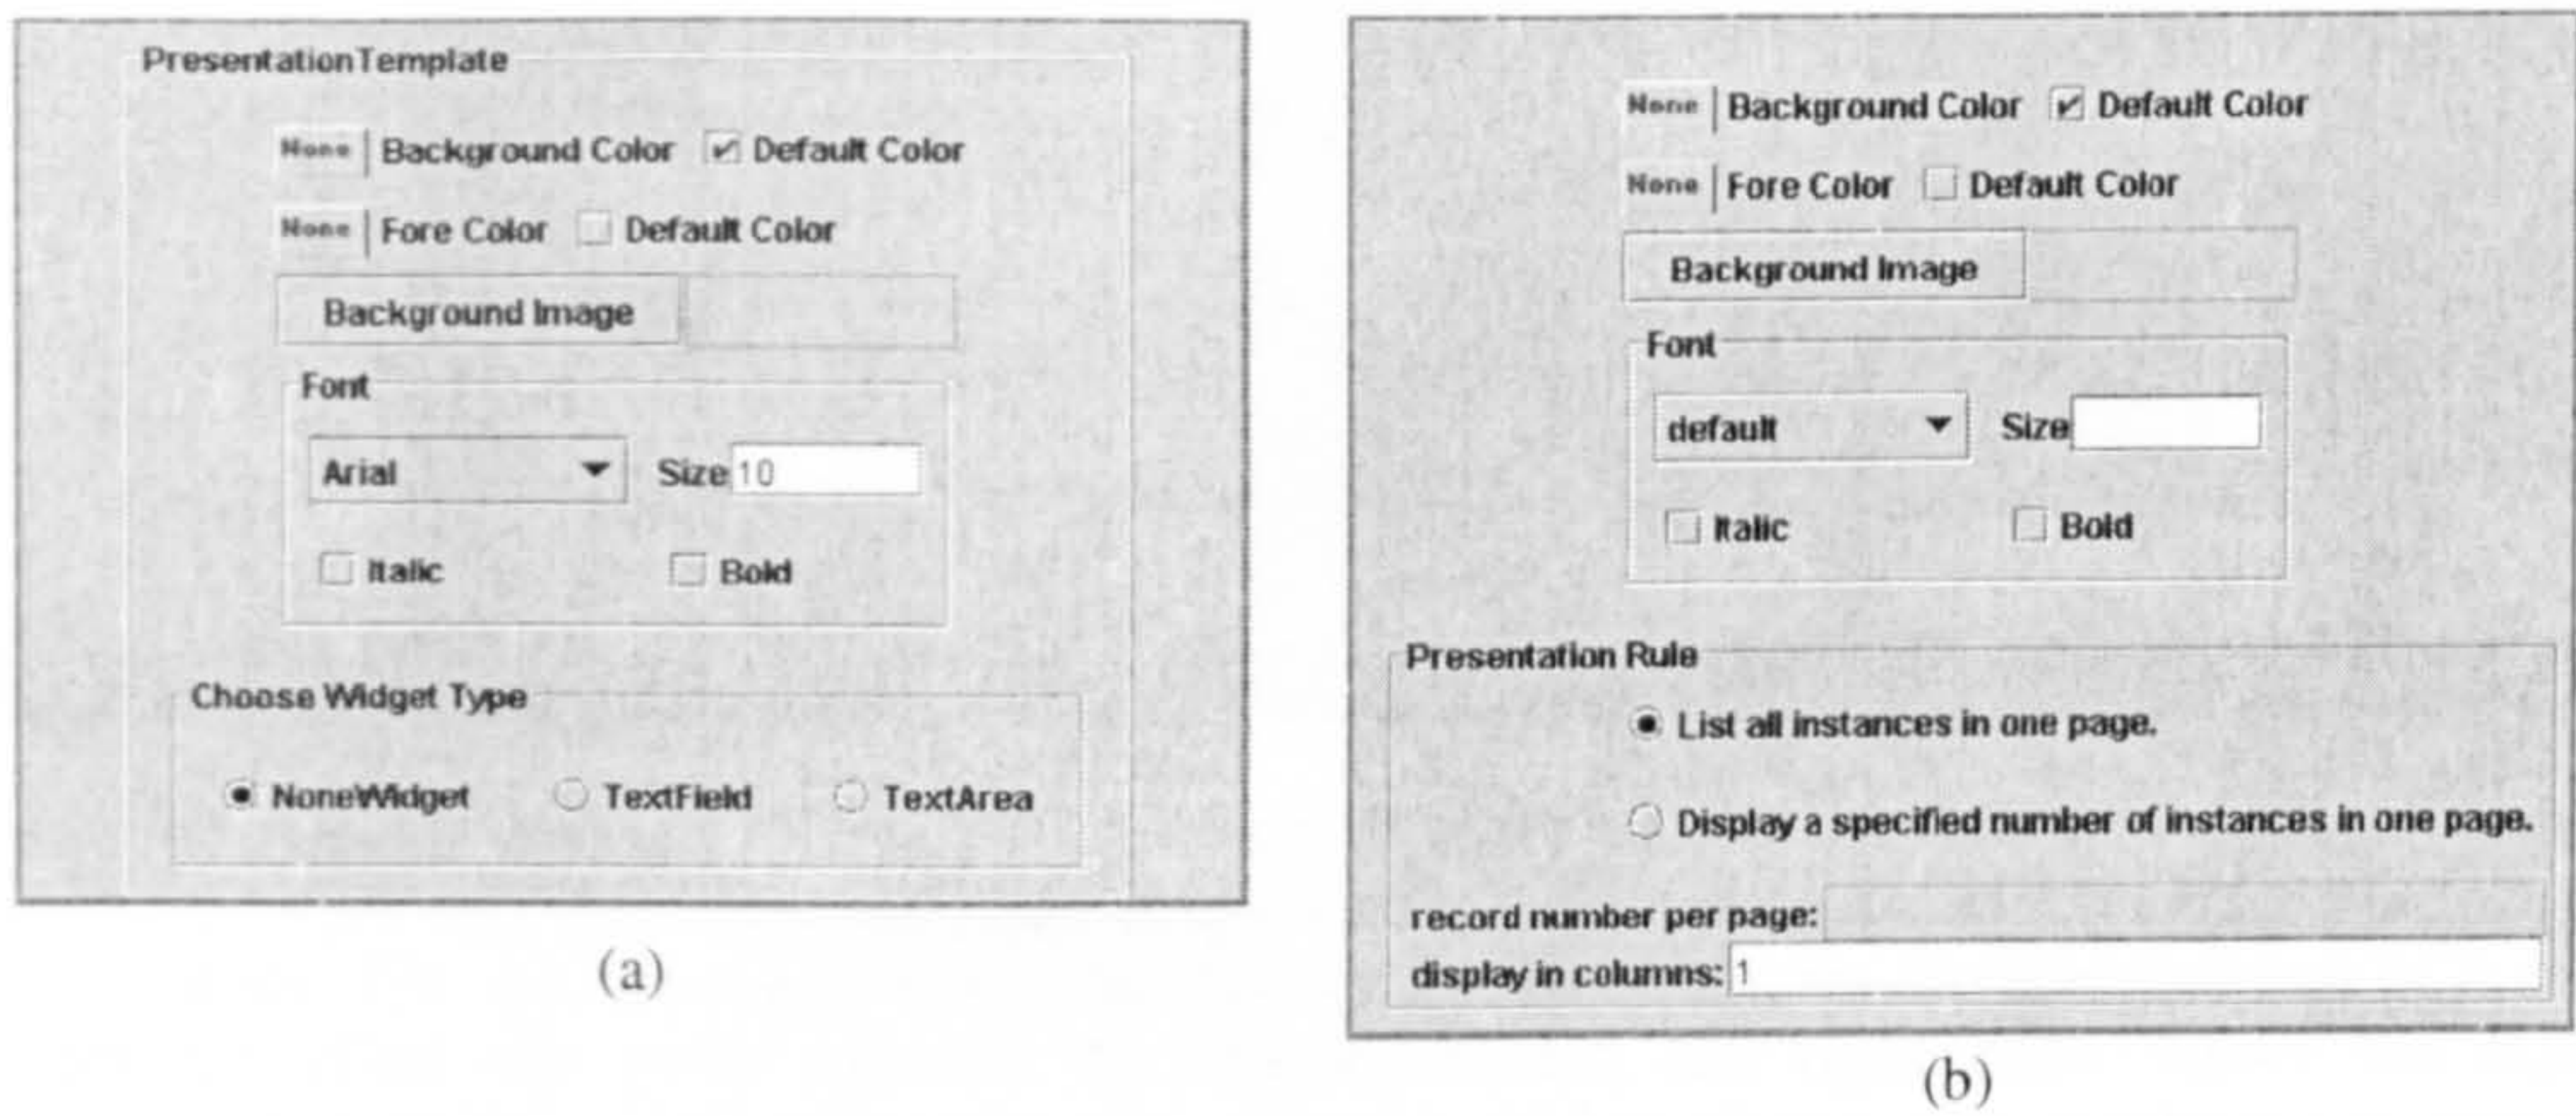 PresentationTemplate
None Background Color Default Color
None Fore Color Default Color
Background Image
Font
Arial Size 10
Italic Bold
Choose Widget Type
NoneWidget TextField TextArea
(a)
None Background Color Default Color
None Fore Color Default Color
Background Image
Font
default Size
Italic Bold
Presentation Rule
List all instances in one page.
Display a specified number of instances in one page.
record number per page:
display in columns: 1
(b)